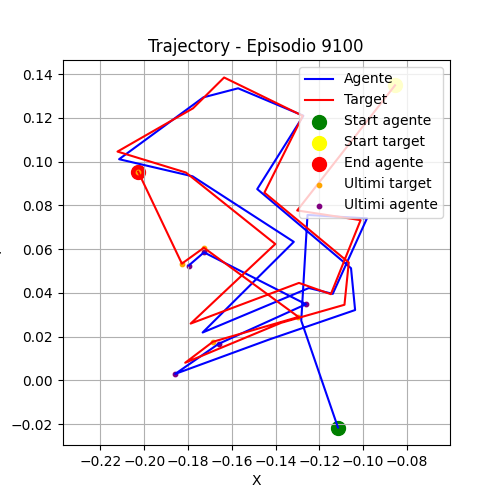 Trajectory - Episodio 9100
Agente
Target
Start agente
Start target
End agente
Ultimi target
Ultimi agente
0.14
0.12
0.10
0.08
0.06
0.04
0.02
0.00
−0.02
−0.22 −0.20 −0.18 −0.16 −0.14 −0.12 −0.10 −0.08
X